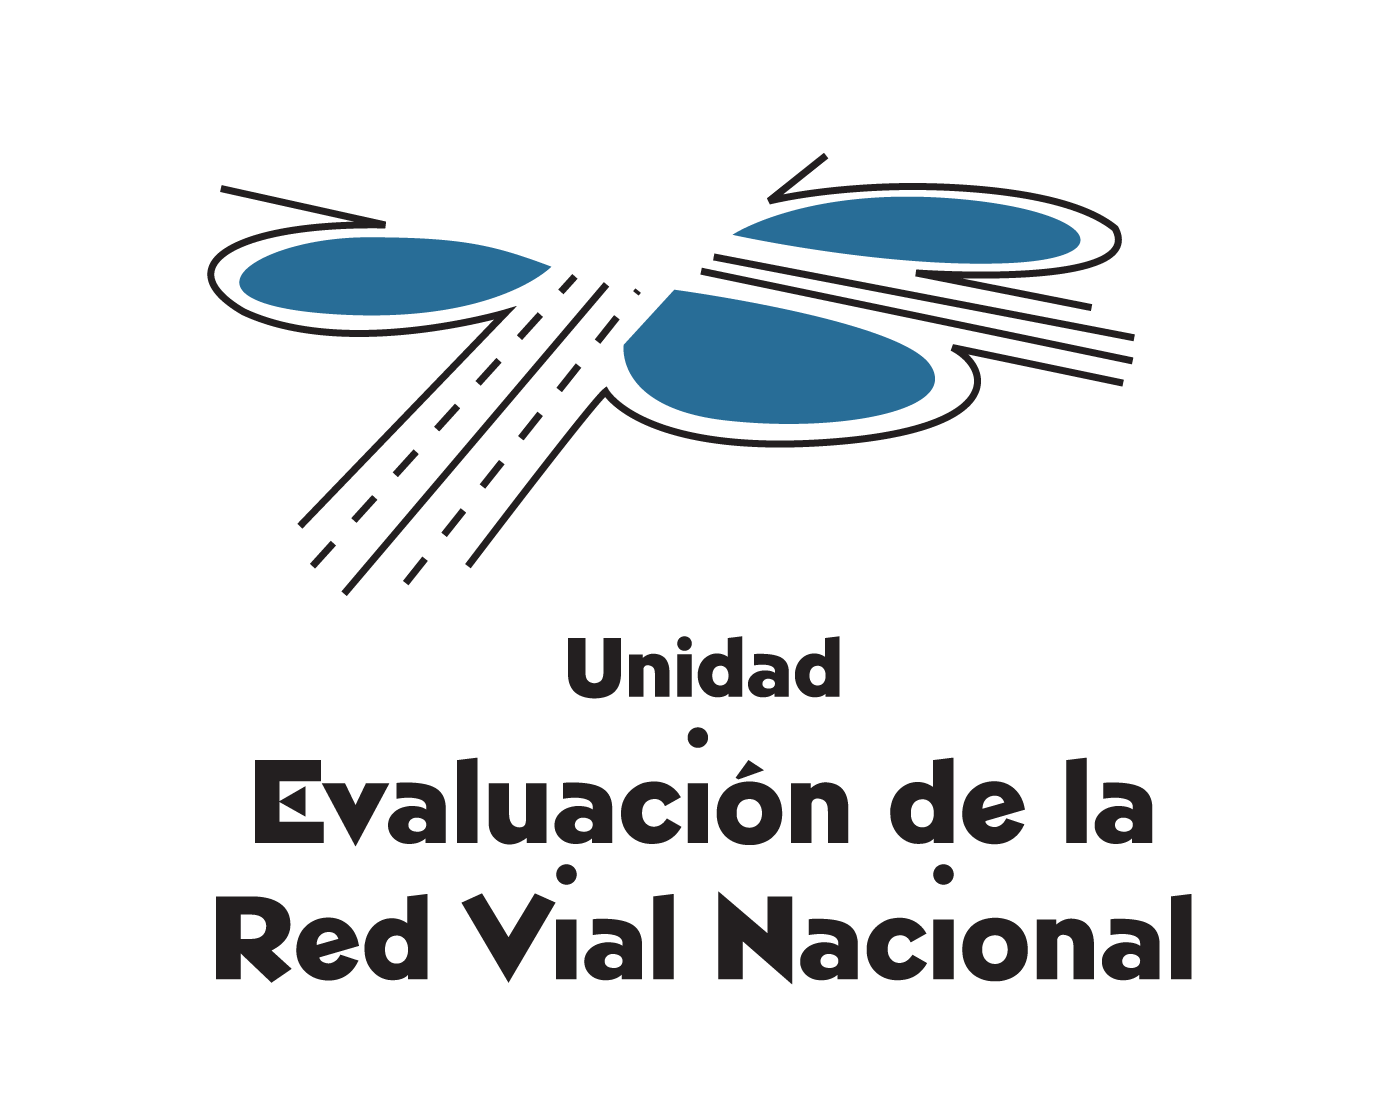 Unidad
Evaluación de la
Red Vial Nacional